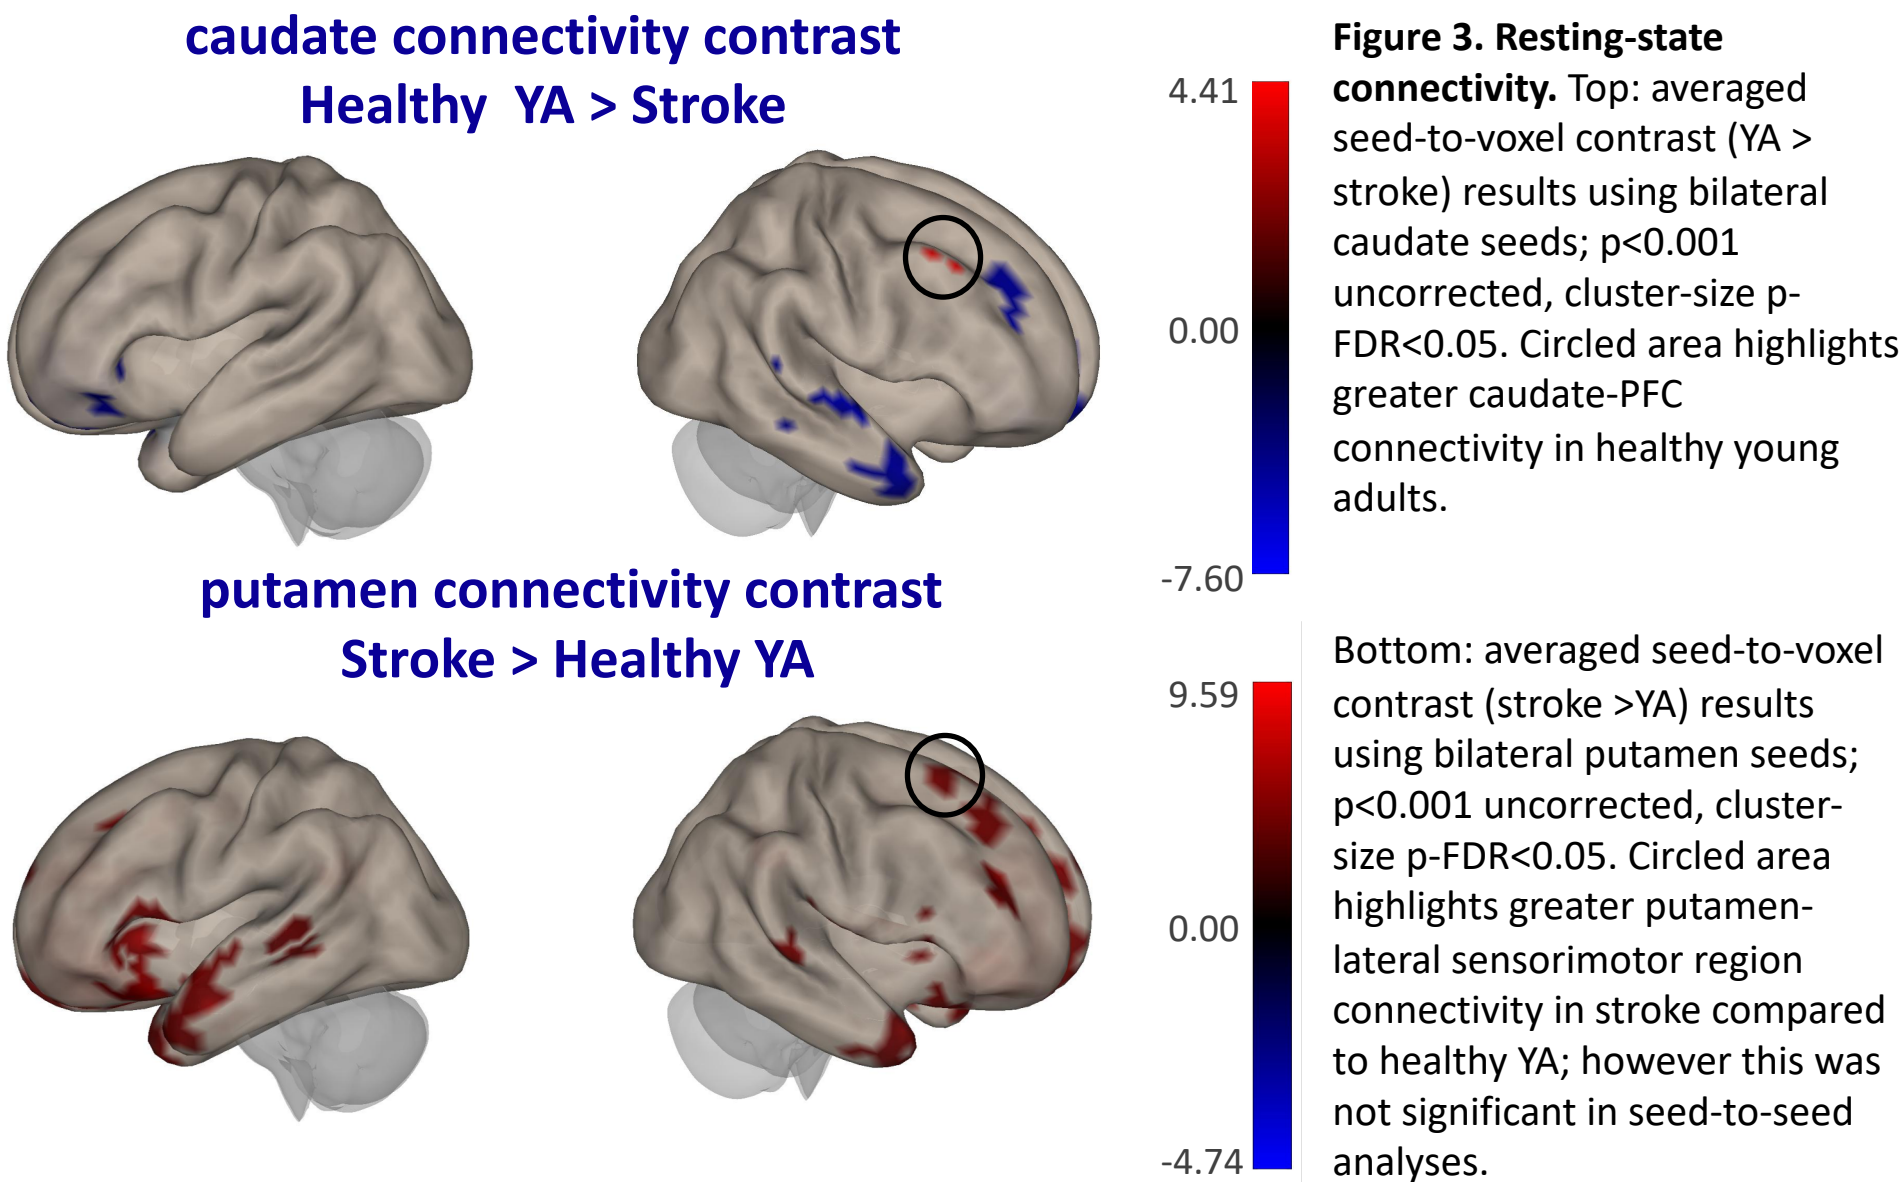 caudate connectivity contrast
Healthy YA > Stroke
4.41
0.00
-7.60
Figure 3. Resting-state
connectivity. Top: averaged
seed-to-voxel contrast (YA >
stroke) results using bilateral
caudate seeds; p<0.001
uncorrected, cluster-size p-
FDR<0.05. Circled area highlights
greater caudate-PFC
connectivity in healthy young
adults.
putamen connectivity contrast
Stroke > Healthy YA
9.59
0.00
-4.74
Bottom: averaged seed-to-voxel
contrast (stroke >YA) results
using bilateral putamen seeds;
p<0.001 uncorrected, cluster-
size p-FDR<0.05. Circled area
highlights greater putamen-
lateral sensorimotor region
connectivity in stroke compared
to healthy YA; however this was
not significant in seed-to-seed
analyses.